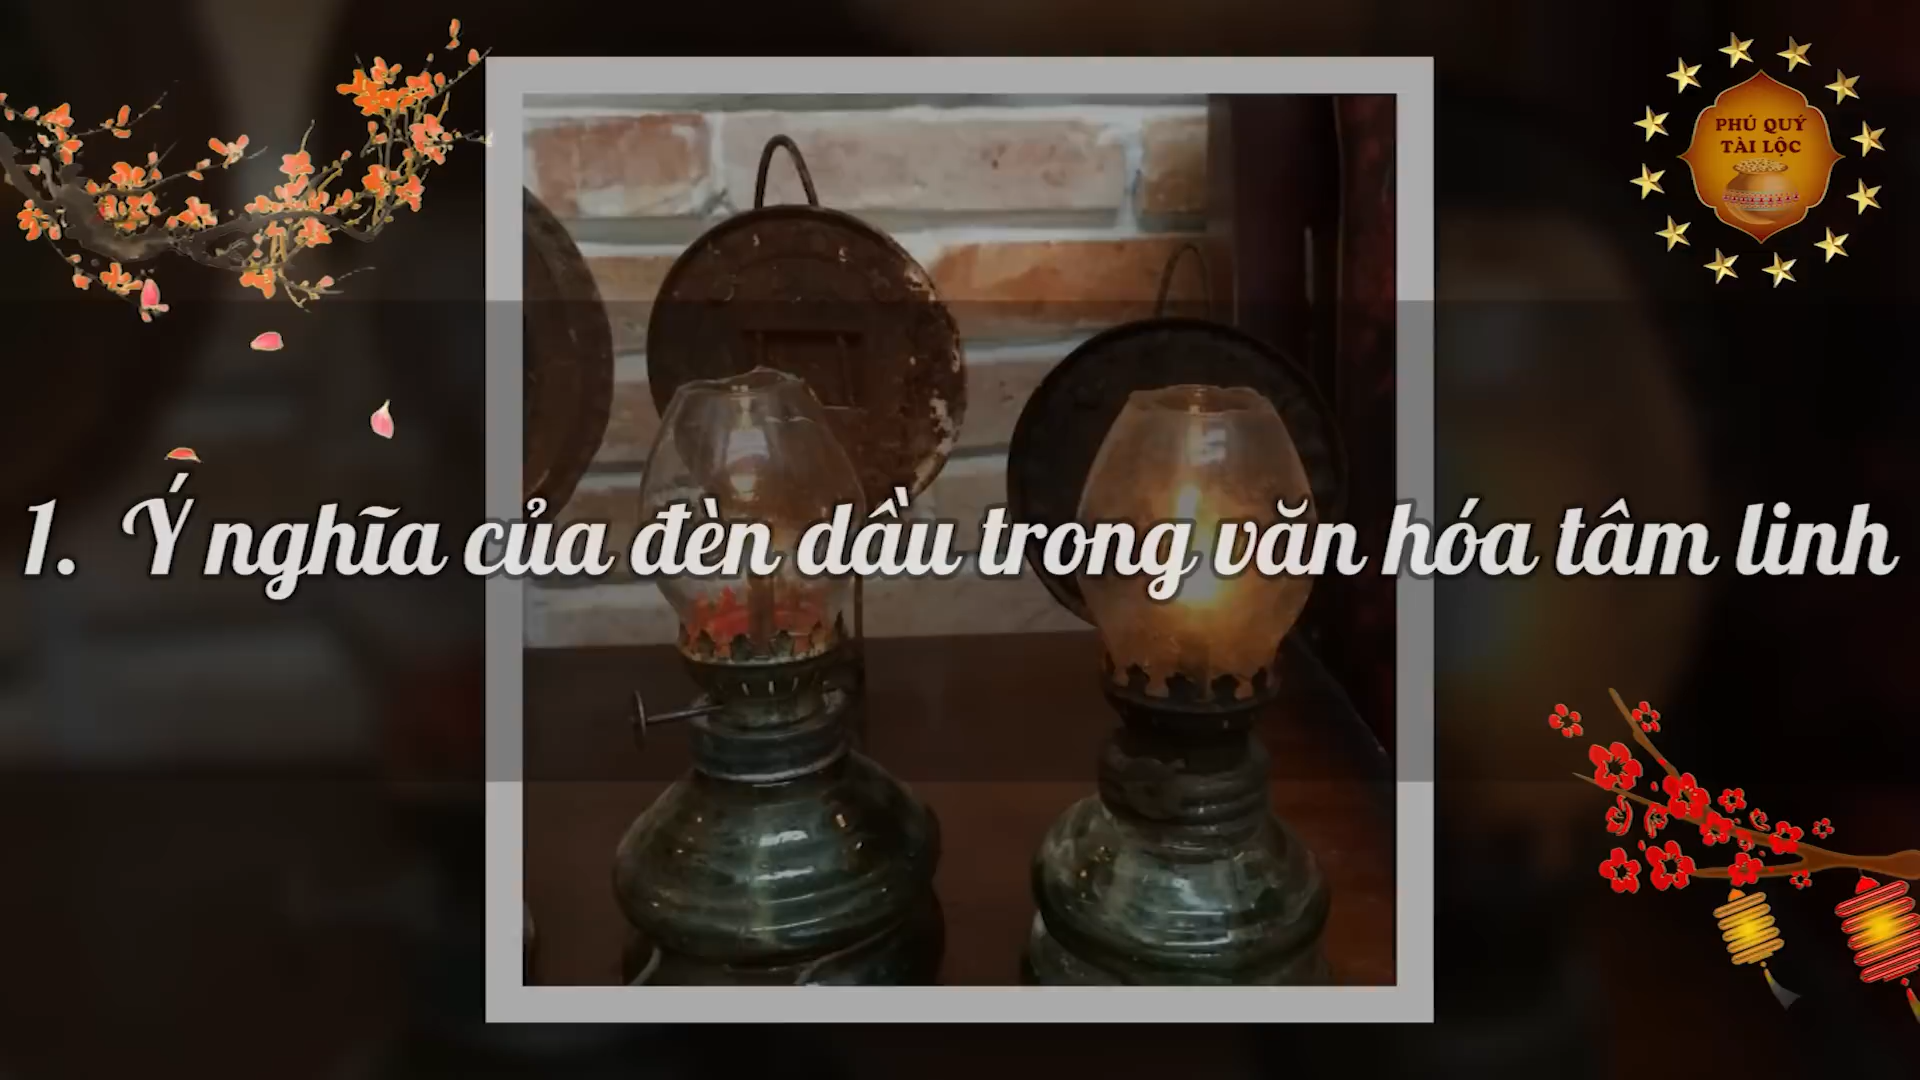 PHÚ QUÝ
TÀI LỘC
1. Ý nghĩa của đèn dầu trong văn hóa tâm linh